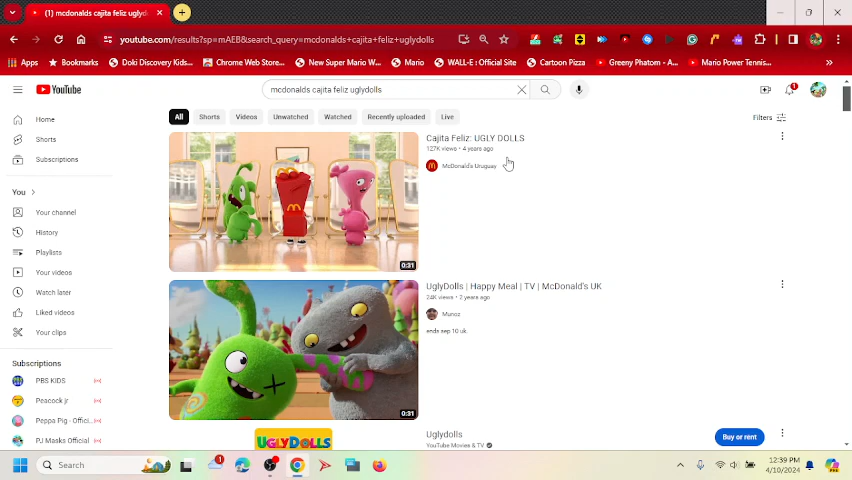 (1) mcdonalds cajita feliz uglydo
youtube.com/results?sp=mAEB&search_query=mcdonalds+cajita+feliz+uglydolls
Apps
Bookmarks
Doki Discovery Kids...
Chrome Web Store...
New Super Mario W...
Mario
WALL-E : Official Site
Cartoon Pizza
Greeny Phatom - A...
Mario Power Tennis...
YouTube
mcdonalds cajita feliz uglydolls
Home
Shorts
Subscriptions
You
Your channel
History
Playlists
Your videos
Watch later
Liked videos
Your clips
Subscriptions
PBS KIDS
Peacock jr
Peppa Pig - Offici...
PJ Masks Official
All
Shorts
Videos
Unwatched
Watched
Recently uploaded
Live
Filters
Cajita Feliz: UGLY DOLLS
127K views • 4 years ago
McDonald's Uruguay
0:31
UglyDolls | Happy Meal | TV | McDonald's UK
24K views • 2 years ago
Munoz
ends sep 10 uk
0:31
UGLYDOLLS
Uglydolls
YouTube Movies & TV
Buy or rent
Search
12:39 PM
4/10/2024